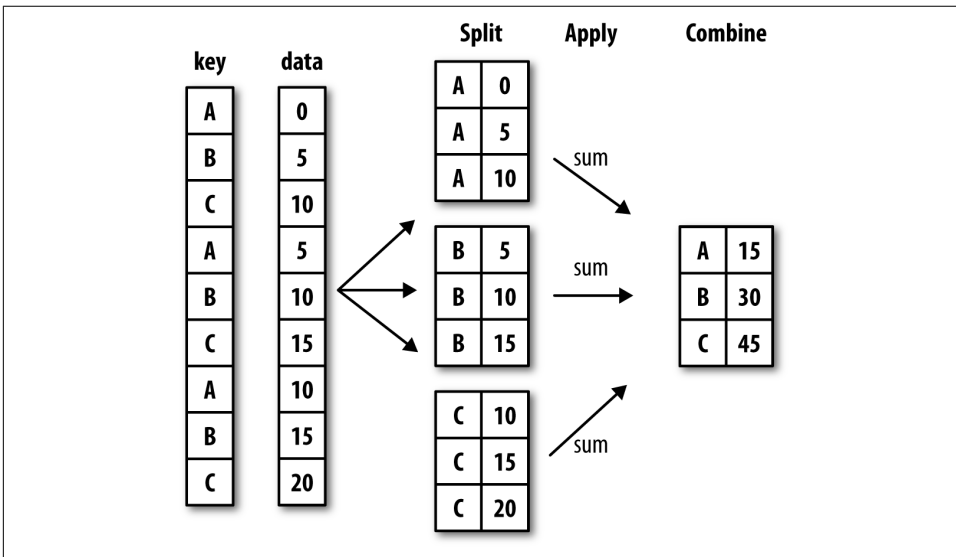 Split Apply Combine
key data
A 0
B 5
C 10
A 5
B 10
C 15
A 10
B 15
C 20
A 0
A 5
A 10
B 5
B 10
B 15
C 10
C 15
C 20
sum
sum
sum
A 15
B 30
C 45